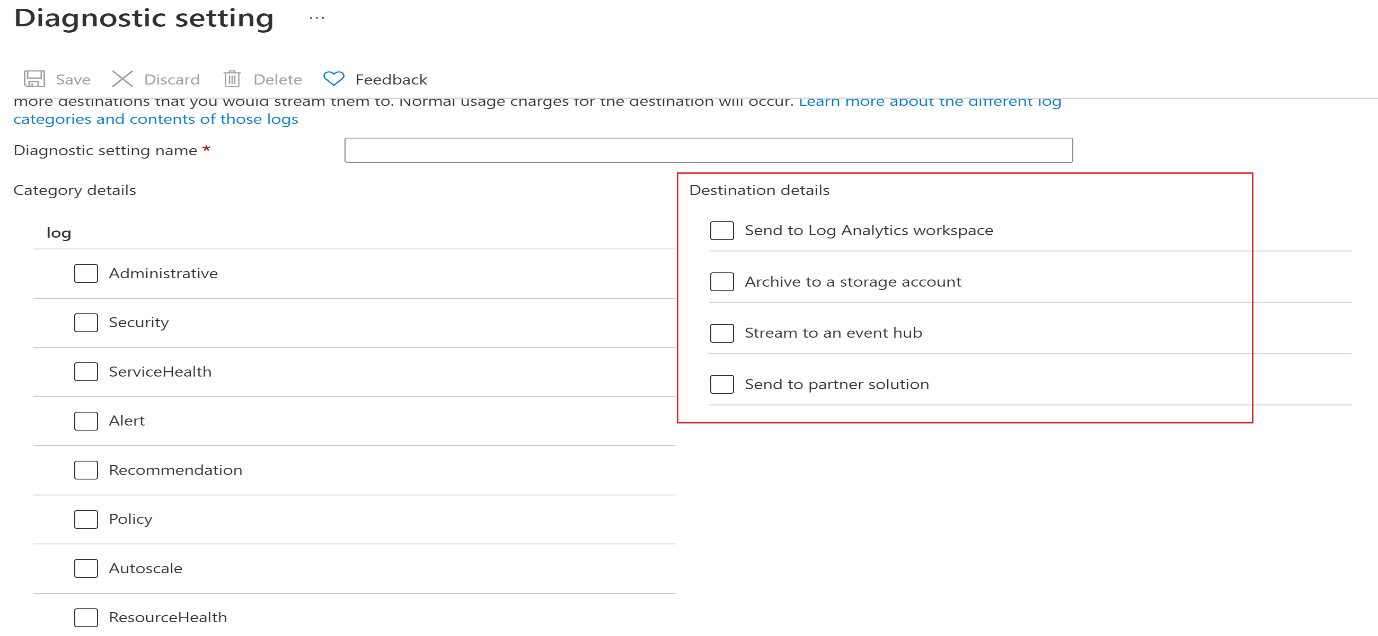 Diagnostic setting ...
Save Discard Delete Feedback
more destinations that you would stream them to. Normal usage charges for the destination will occur. Learn more about the different log
categories and contents of those logs
Diagnostic setting name *
Category details
log
Administrative
Security
ServiceHealth
Alert
Recommendation
Policy
Autoscale
ResourceHealth
Destination details
Send to Log Analytics workspace
Archive to a storage account
Stream to an event hub
Send to partner solution